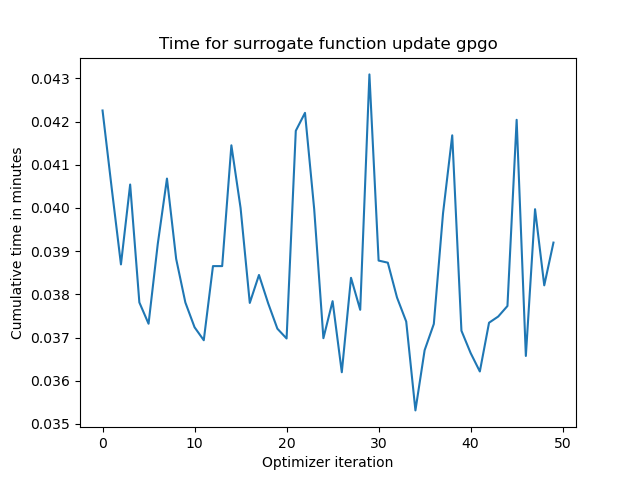 Time for surrogate function update gpgo
0.043
0.042
0.041
0.040
0.039
0.038
0.037
0.036
0.035
Cumulative time in minutes
0 10 20 30 40 50
Optimizer iteration